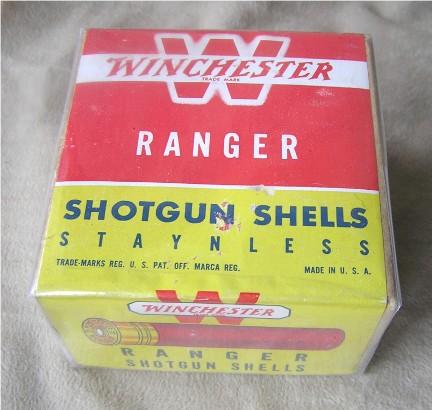 WINCHESTER
TRADE MARK
RANGER
SHOTGUN SHELLS
STAYNLESS
TRADE-MARKS REG. U. S. PAT. OFF. MARCA REG. MADE IN U. S. A.
WINCHESTER
RANGER
SHOTGUN SHELLS